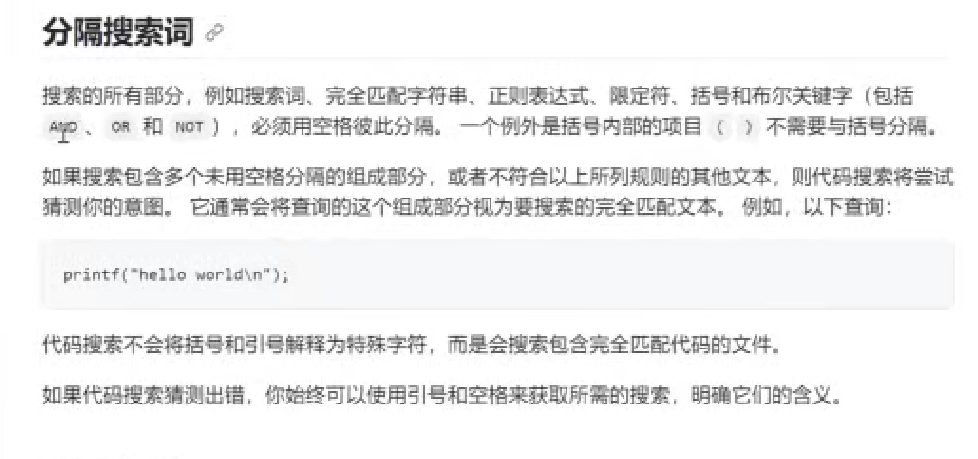 分隔搜索词
搜索的所有部分，例如搜索词、完全匹配字符串、正则表达式、限定符、括号和布尔关键字（包括
AND 、 OR 和 NOT ），必须用空格彼此分隔。 一个例外是括号内部的项目 ( ) 不需要与括号分隔。
如果搜索包含多个未用空格分隔的组成部分，或者不符合以上所列规则的其他文本，则代码搜索将尝试
猜测你的意图。 它通常会将查询的这个组成部分视为要搜索的完全匹配文本。 例如，以下查询：
printf("hello world\n");
代码搜索不会将括号和引号解释为特殊字符，而是会搜索包含完全匹配代码的文件。
如果代码搜索猜测出错，你始终可以使用引号和空格来获取所需的搜索，明确它们的含义。